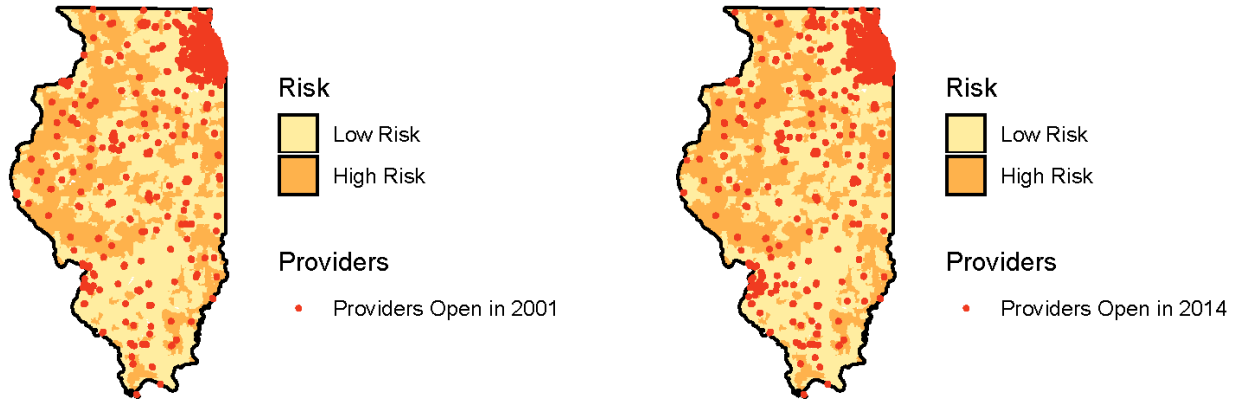 Risk
Low Risk
High Risk
Providers
Providers Open in 2001
Risk
Low Risk
High Risk
Providers
Providers Open in 2014